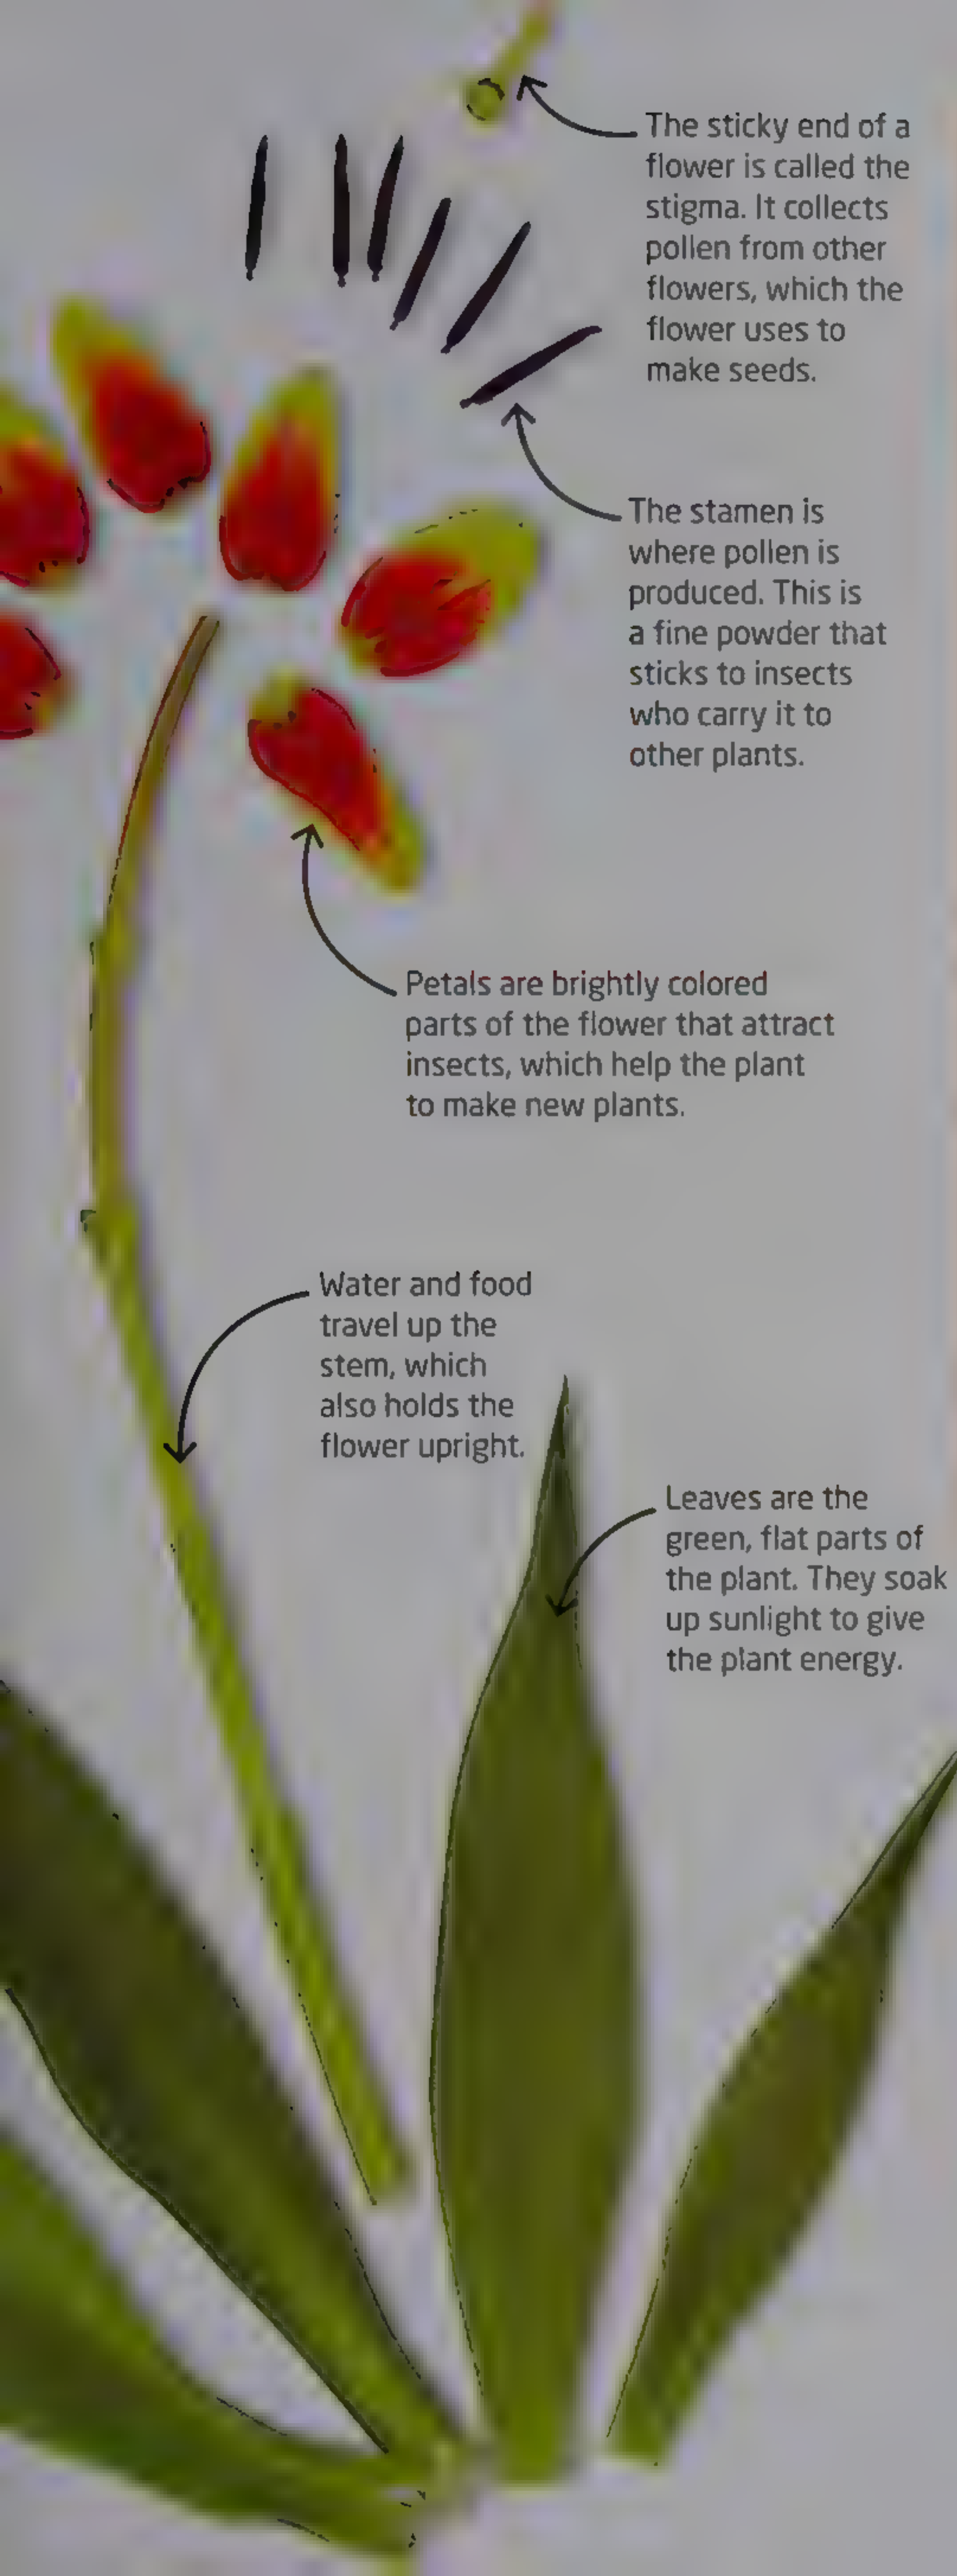 The sticky end of a
flower is called the
stigma. It collects
pollen from other
flowers, which the
flower uses to
make seeds.
The stamen is
where pollen is
produced. This is
a fine powder that
sticks to insects
who carry it to
other plants.
Petals are brightly colored
parts of the flower that attract
insects, which help the plant
to make new plants.
Water and food
travel up the
stem, which
also holds the
flower upright.
Leaves are the
green, flat parts of
the plant. They soak
up sunlight to give
the plant energy.